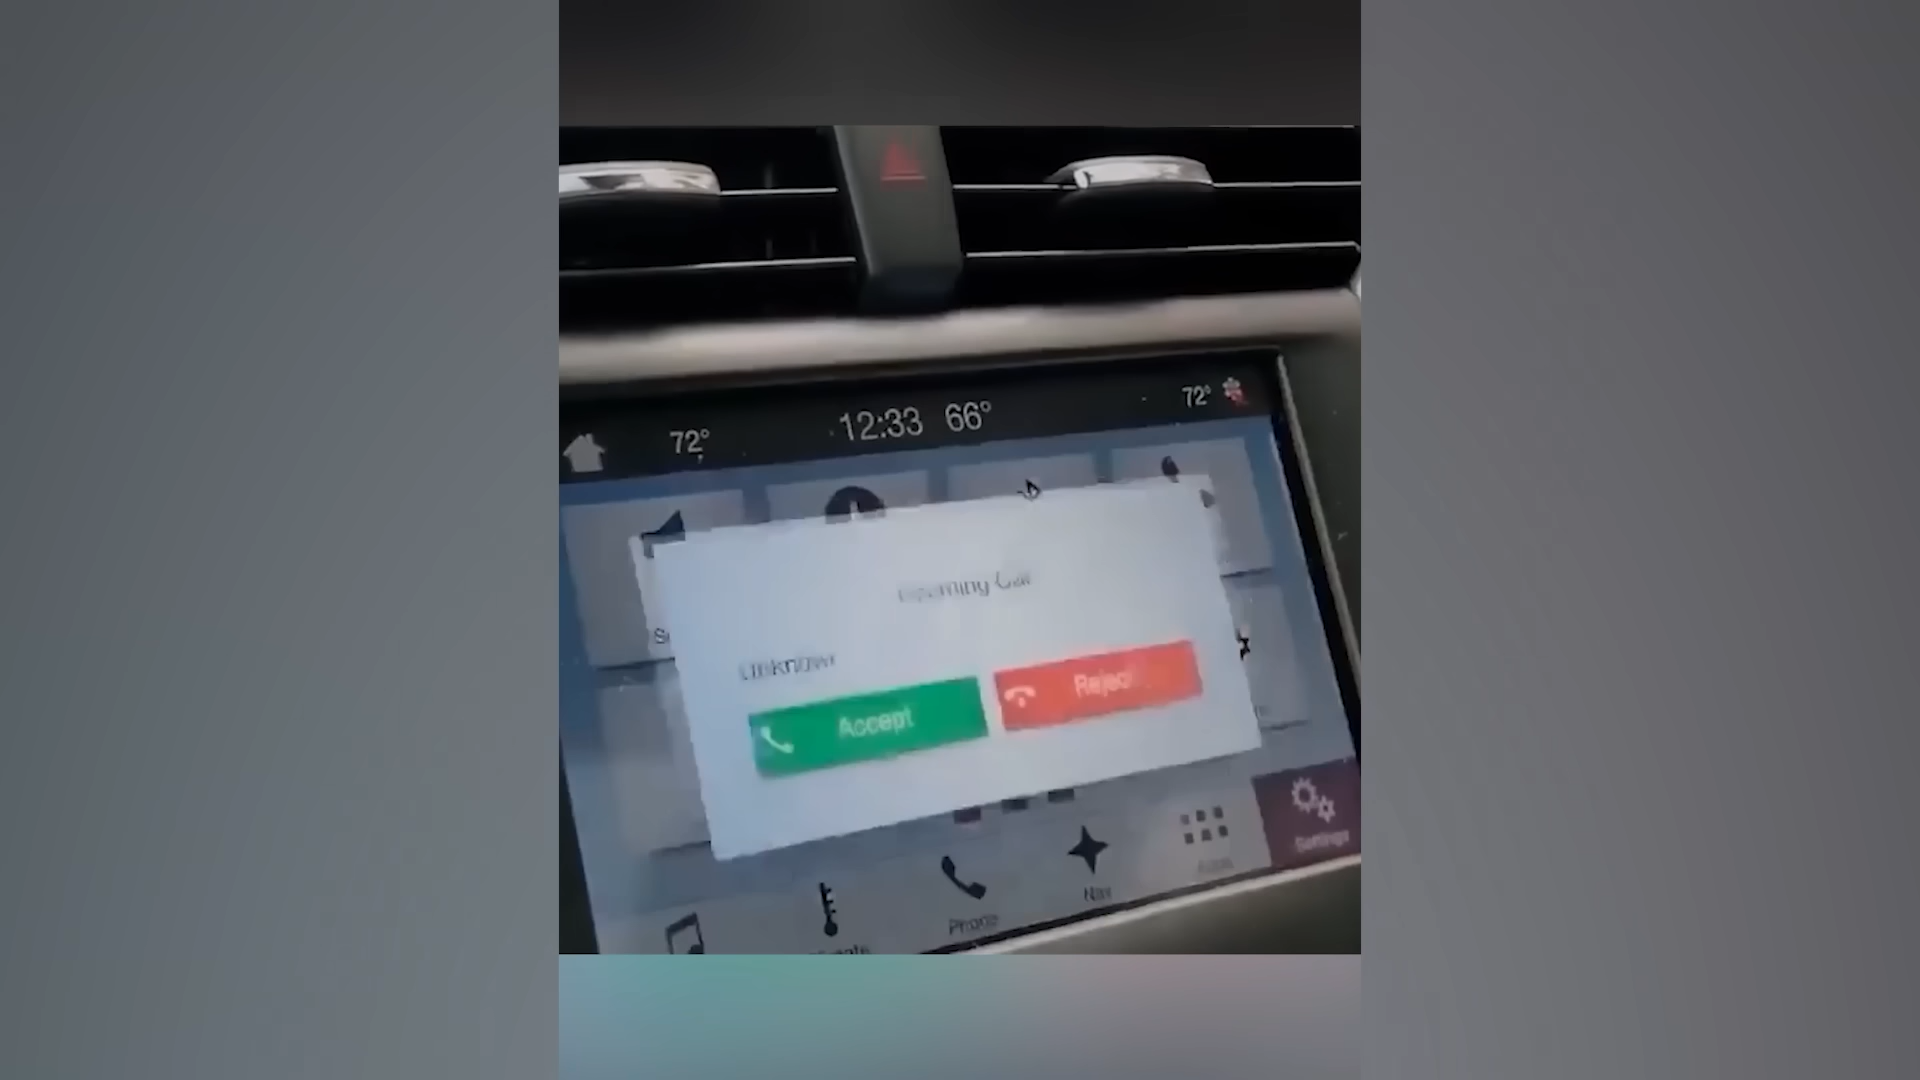 72° 12:33 66° 72°
Incoming Call
Unknown
Accept Reject
Phone Nav Apps Settings